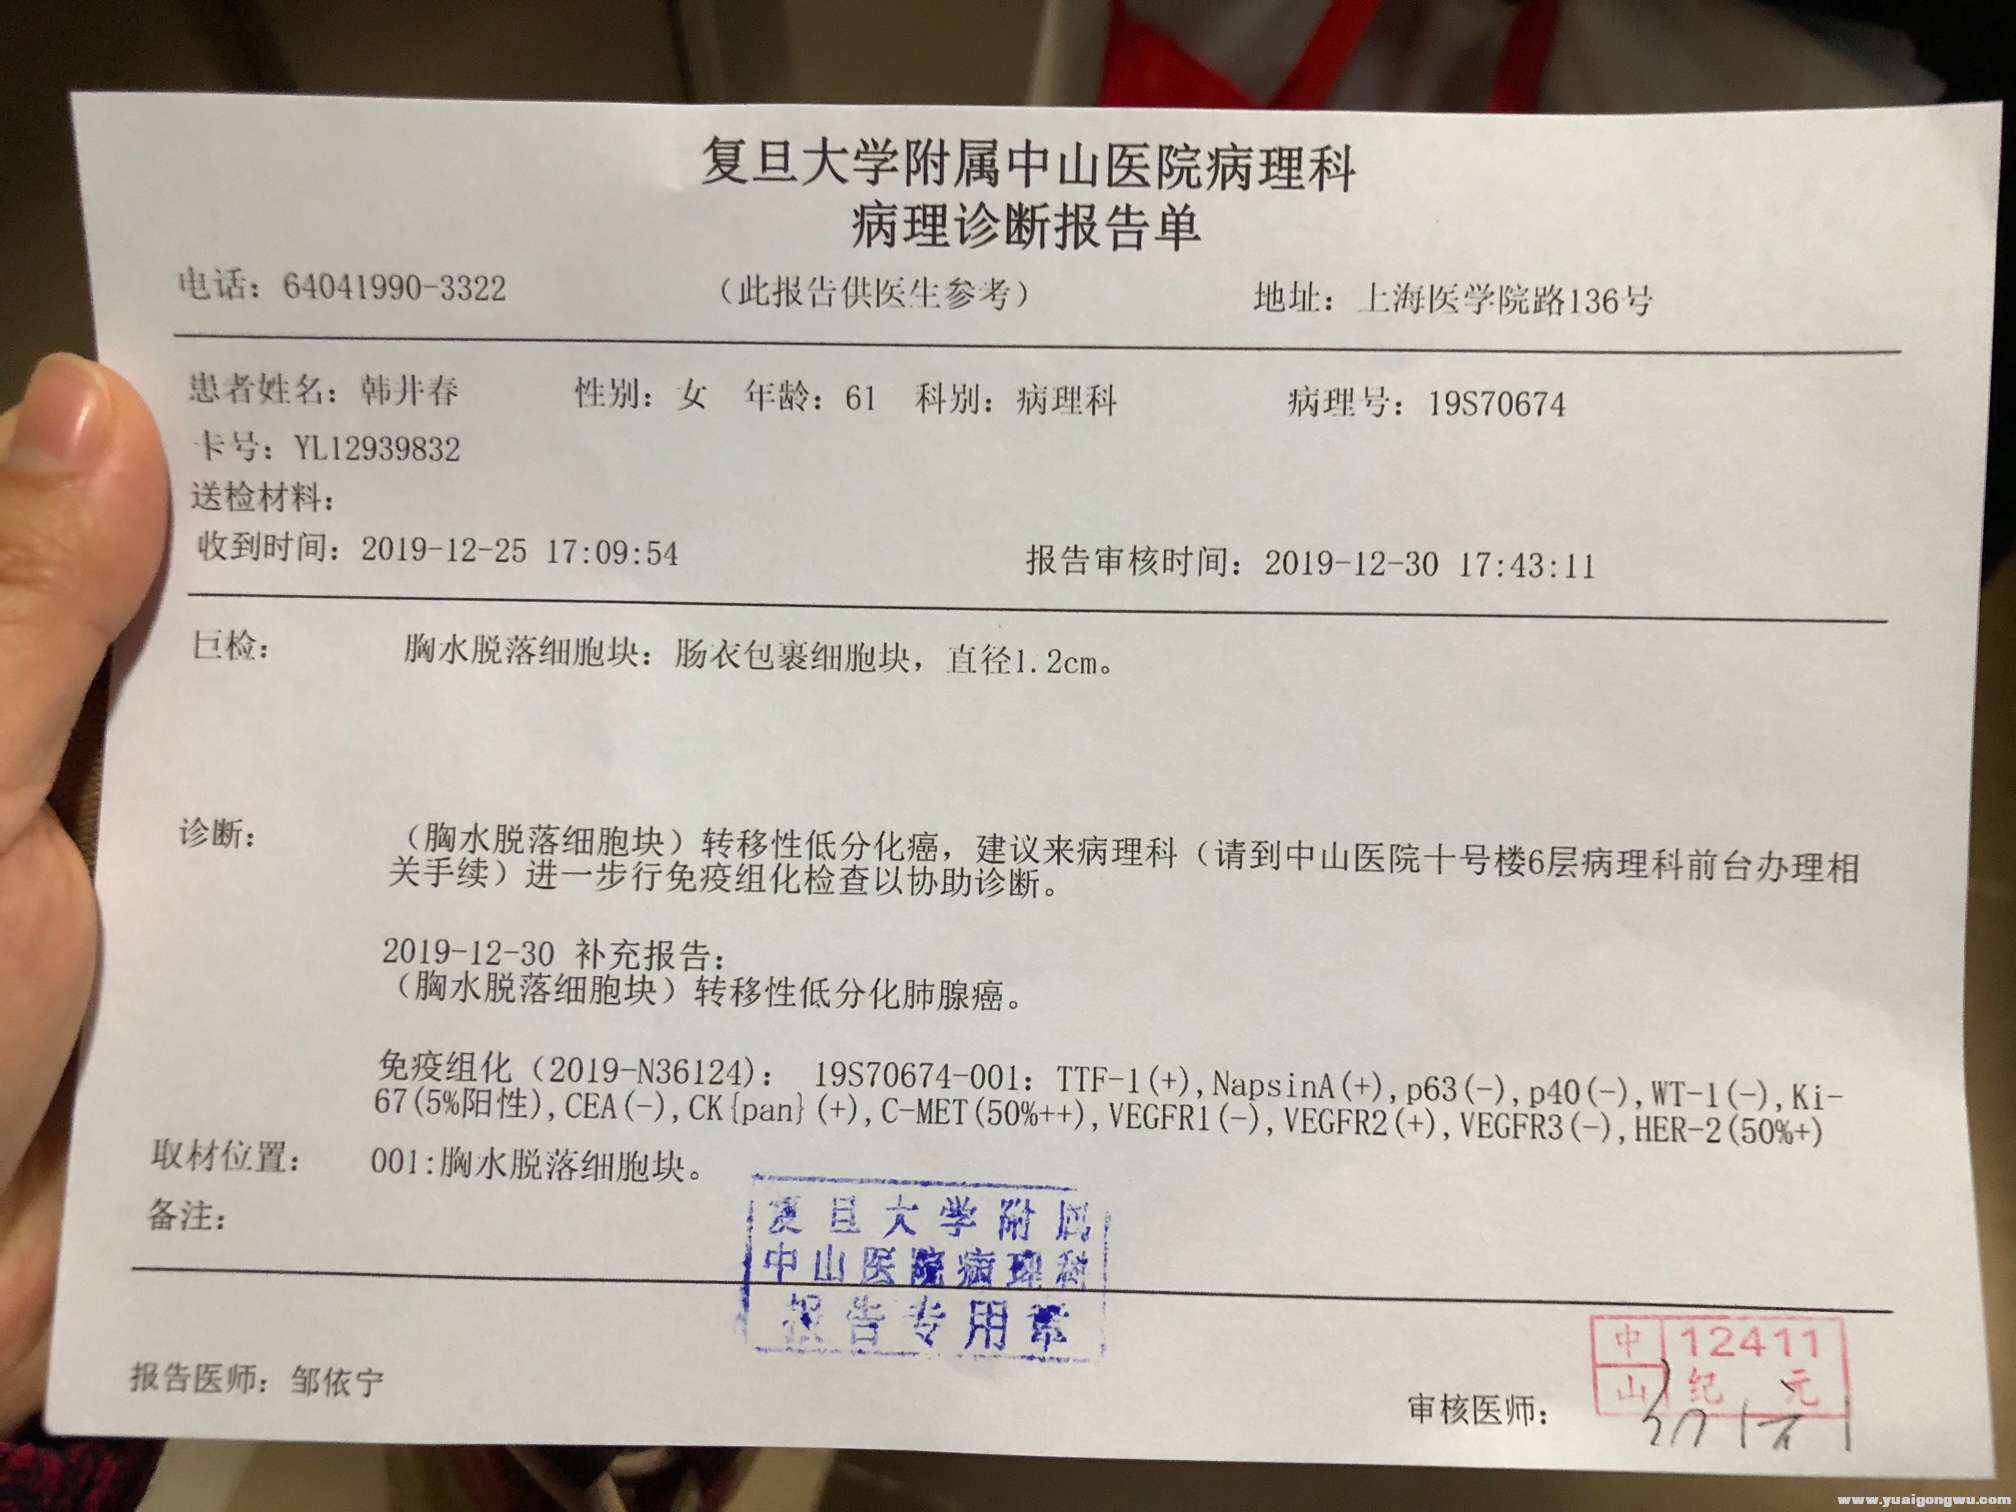 复旦大学附属中山医院病理科
病理诊断报告单
电话：64041990-3322 （此报告供医生参考） 地址：上海医学院路136号
患者姓名：韩井春 性别：女 年龄：61 科别：病理科 病理号：19S70674
卡号：YL12939832
送检材料：
收到时间：2019-12-25 17:09:54 报告审核时间：2019-12-30 17:43:11
巨检： 胸水脱落细胞块：肠衣包裹细胞块，直径1.2cm。
诊断： （胸水脱落细胞块）转移性低分化癌，建议来病理科（请到中山医院十号楼6层病理科前台办理相
关手续）进一步行免疫组化检查以协助诊断。
2019-12-30 补充报告：
（胸水脱落细胞块）转移性低分化肺腺癌。
免疫组化（2019-N36124）： 19S70674-001：TTF-1(+),NapsinA(+),p63(-),p40(-),WT-1(-),Ki-
67(5%阳性),CEA(-),CK{pan}(+),C-MET(50%++),VEGFR1(-),VEGFR2(+),VEGFR3(-),HER-2(50%+)
取材位置： 001:胸水脱落细胞块。
备注：
复旦大学附属
中山医院病理科
报告专用章
报告医师：邹依宁
审核医师：
中山 12411
纪元
www.yuaigongwu.com